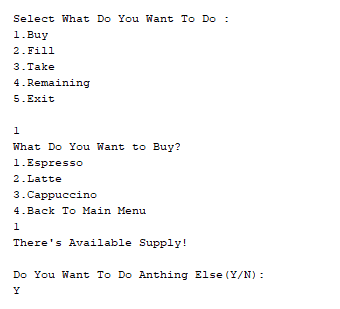 Select What Do You Want To Do :
1.Buy
2.Fill
3.Take
4.Remaining
5.Exit
1
What Do You Want to Buy?
1.Espresso
2.Latte
3.Cappuccino
4.Back To Main Menu
1
There's Available Supply!
Do You Want To Do Anthing Else(Y/N):
Y